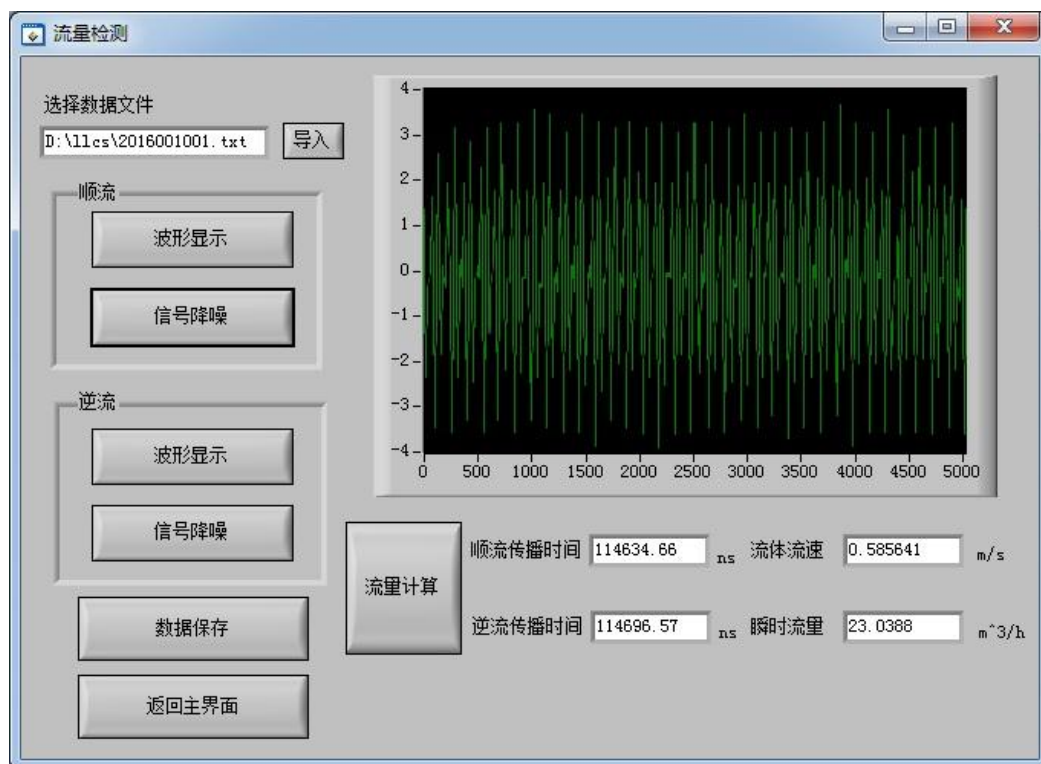 流量检测
选择数据文件
D:\llcs\2016001001.txt 导入
顺流
波形显示
信号降噪
逆流
波形显示
信号降噪
数据保存
返回主界面
4
3
2
1
0
-1
-2
-3
-4
0 500 1000 1500 2000 2500 3000 3500 4000 4500 5000
流量计算
顺流传播时间 114634.66 ns 流体流速 0.585641 m/s
逆流传播时间 114696.57 ns 瞬时流量 23.0388 m^3/h